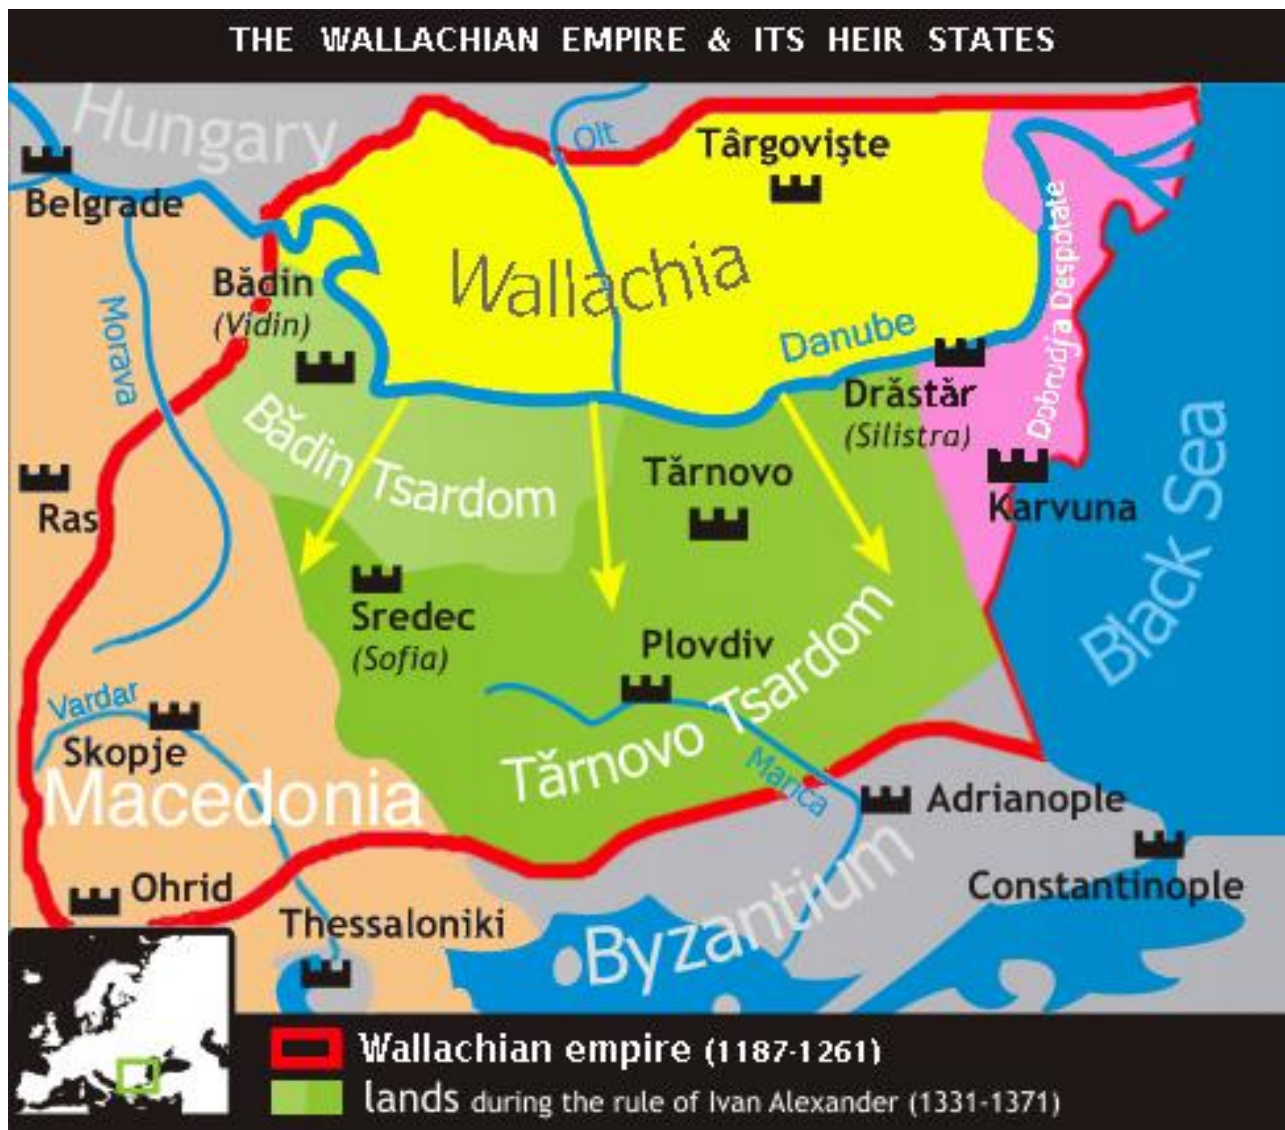 THE WALLACHIAN EMPIRE & ITS HEIR STATES
Hungary
Olt
Târgovişte
Belgrade
Dobrudja Despotate
Bădin
(Vidin)
Wallachia
Morava
Danube
Drăstăr
(Silistra)
Bădin Tsardom
Tărnovo
Ras
Karvuna
Black Sea
Sredec
(Sofia)
Plovdiv
Vardar
Skopje
Tărnovo Tsardom
Macedonia
Marica
Adrianople
Constantinople
Ohrid
Thessaloniki
Byzantium
Wallachian empire (1187-1261)
lands during the rule of Ivan Alexander (1331-1371)